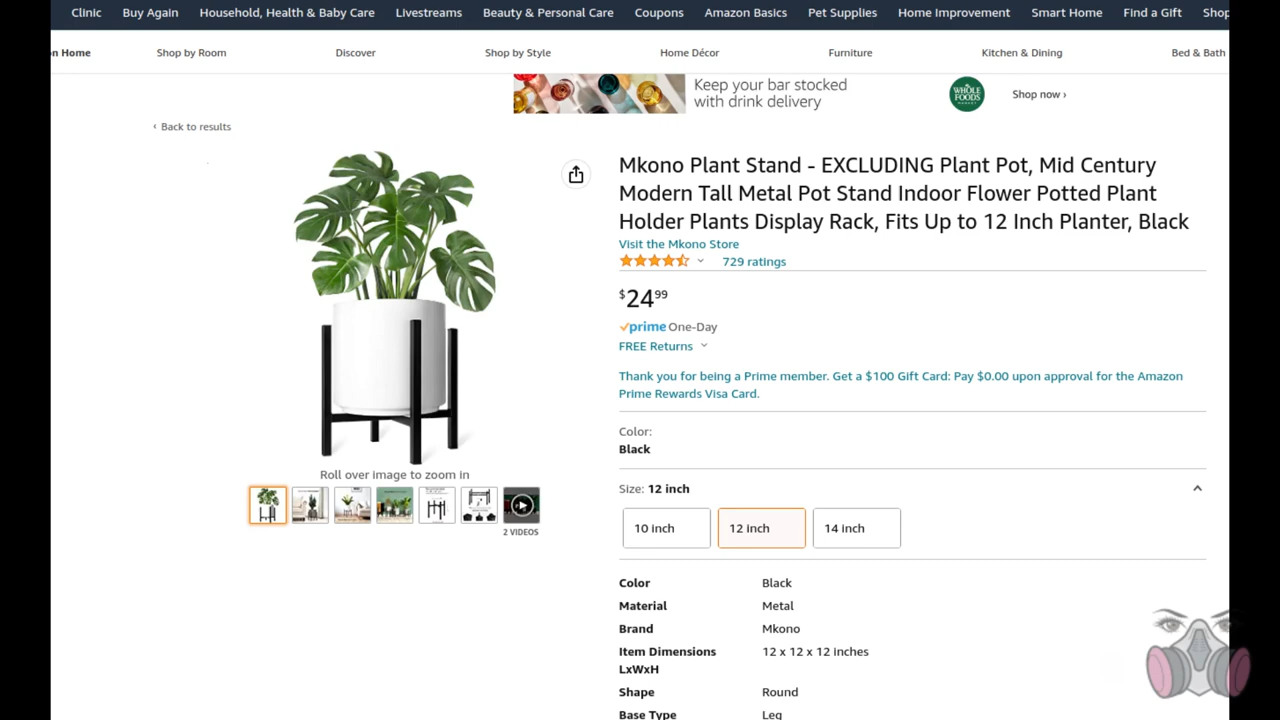 Clinic Buy Again Household, Health & Baby Care Livestreams Beauty & Personal Care Coupons Amazon Basics Pet Supplies Home Improvement Smart Home Find a Gift Shop
n Home Shop by Room Discover Shop by Style Home Décor Furniture Kitchen & Dining Bed & Bath
Keep your bar stocked
with drink delivery
WHOLE
FOODS
MARKET
Shop now ›
‹ Back to results
Mkono Plant Stand - EXCLUDING Plant Pot, Mid Century
Modern Tall Metal Pot Stand Indoor Flower Potted Plant
Holder Plants Display Rack, Fits Up to 12 Inch Planter, Black
Visit the Mkono Store
729 ratings
$24 99
prime One-Day
FREE Returns
Thank you for being a Prime member. Get a $100 Gift Card: Pay $0.00 upon approval for the Amazon
Prime Rewards Visa Card.
Color:
Black
Roll over image to zoom in
2 VIDEOS
Size: 12 inch
10 inch 12 inch 14 inch
Color Black
Material Metal
Brand Mkono
Item Dimensions 12 x 12 x 12 inches
LxWxH
Shape Round
Base Type Leg